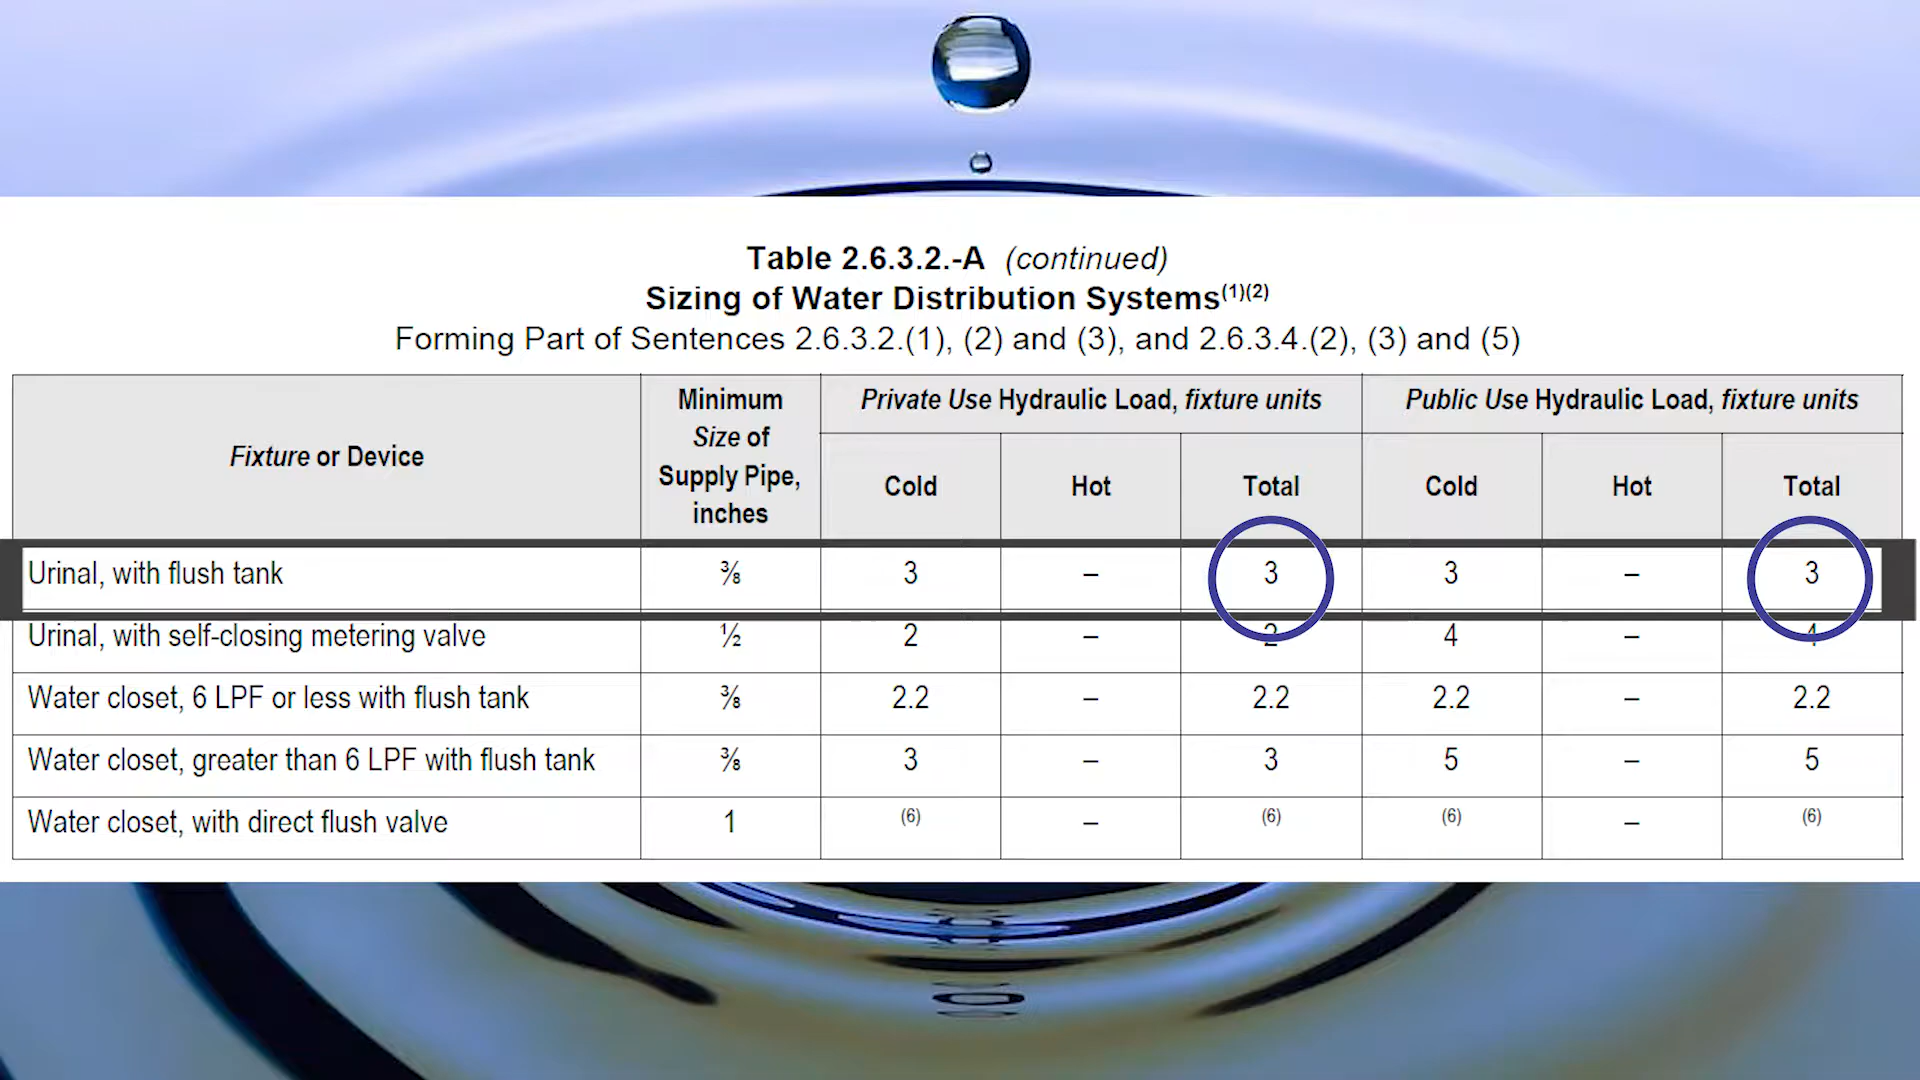 Table 2.6.3.2.-A (continued)
Sizing of Water Distribution Systems(1)(2)
Forming Part of Sentences 2.6.3.2.(1), (2) and (3), and 2.6.3.4.(2), (3) and (5)
Fixture or Device
Minimum
Size of
Supply Pipe,
inches
Private Use Hydraulic Load, fixture units
Public Use Hydraulic Load, fixture units
Cold Hot Total Cold Hot Total
Urinal, with flush tank ⅜ 3 – 3 3 – 3
Urinal, with self-closing metering valve ½ 2 – 2 4 – 4
Water closet, 6 LPF or less with flush tank ⅜ 2.2 – 2.2 2.2 – 2.2
Water closet, greater than 6 LPF with flush tank ⅜ 3 – 3 5 – 5
Water closet, with direct flush valve 1 (6) – (6) (6) – (6)